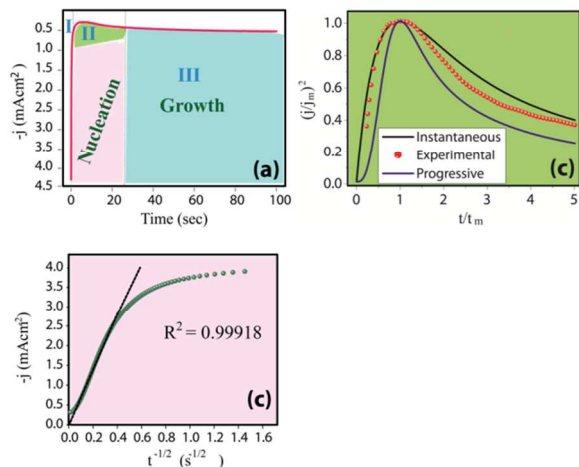 I
II
III
Growth
Nucleation
(a)
-j (mAcm²)
0.5
1.0
1.5
2.0
2.5
3.0
3.5
4.0
4.5
0 20 40 60 80 100
Time (sec)
(j/jm)²
1.0
0.8
0.6
0.4
0.2
0.0
Instantaneous
Experimental
Progressive
(c)
0 1 2 3 4 5
t/tm
-j (mAcm²)
4.0
3.5
3.0
2.5
2.0
1.5
1.0
0.5
0.0
R² = 0.99918
(c)
0.0 0.2 0.4 0.6 0.8 1.0 1.2 1.4 1.6
t⁻¹/² (s⁻¹/²)